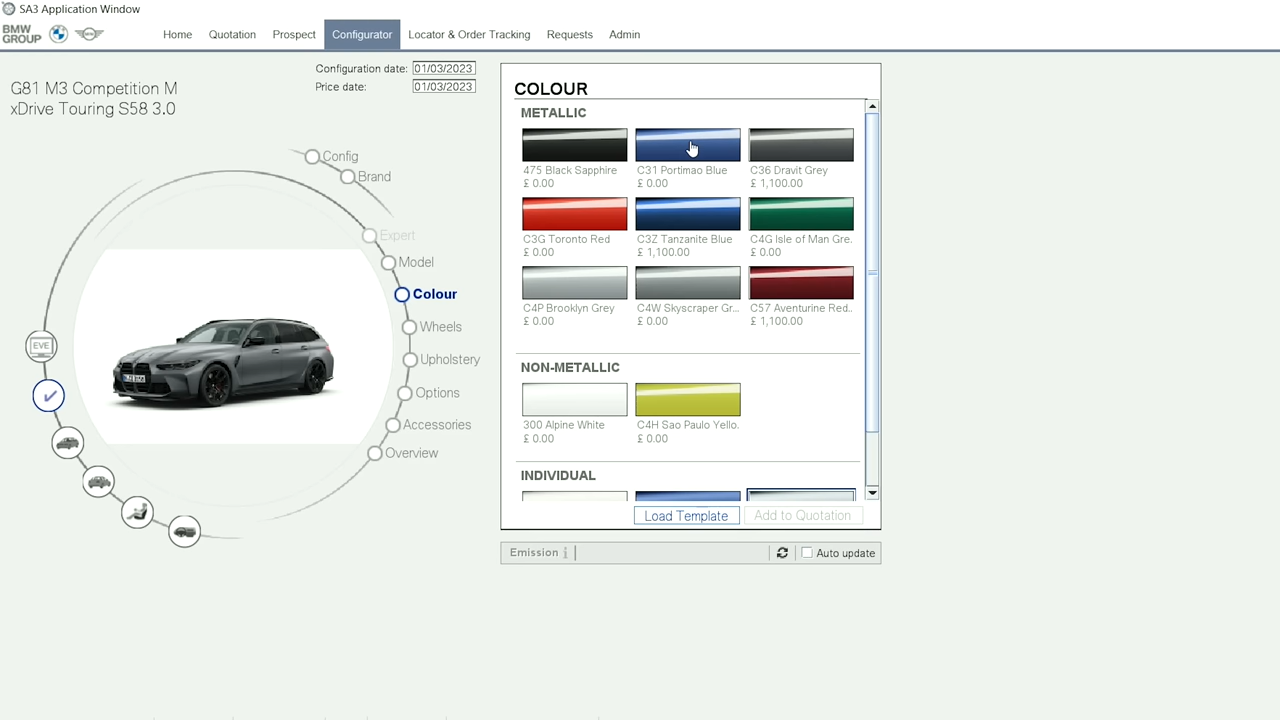 SA3 Application Window
BMW GROUP
Home Quotation Prospect Configurator Locator & Order Tracking Requests Admin
G81 M3 Competition M
xDrive Touring S58 3.0
Configuration date: 01/03/2023
Price date: 01/03/2023
Config
Brand
Expert
Model
Colour
Wheels
Upholstery
Options
Accessories
Overview
EVE
COLOUR
METALLIC
475 Black Sapphire
£ 0.00
C31 Portimao Blue
£ 0.00
C36 Dravit Grey
£ 1,100.00
C3G Toronto Red
£ 0.00
C3Z Tanzanite Blue
£ 1,100.00
C4G Isle of Man Gre.
£ 0.00
C4P Brooklyn Grey
£ 0.00
C4W Skyscraper Gr...
£ 0.00
C57 Aventurine Red..
£ 1,100.00
NON-METALLIC
300 Alpine White
£ 0.00
C4H Sao Paulo Yello.
£ 0.00
INDIVIDUAL
Load Template Add to Quotation
Emission i Auto update